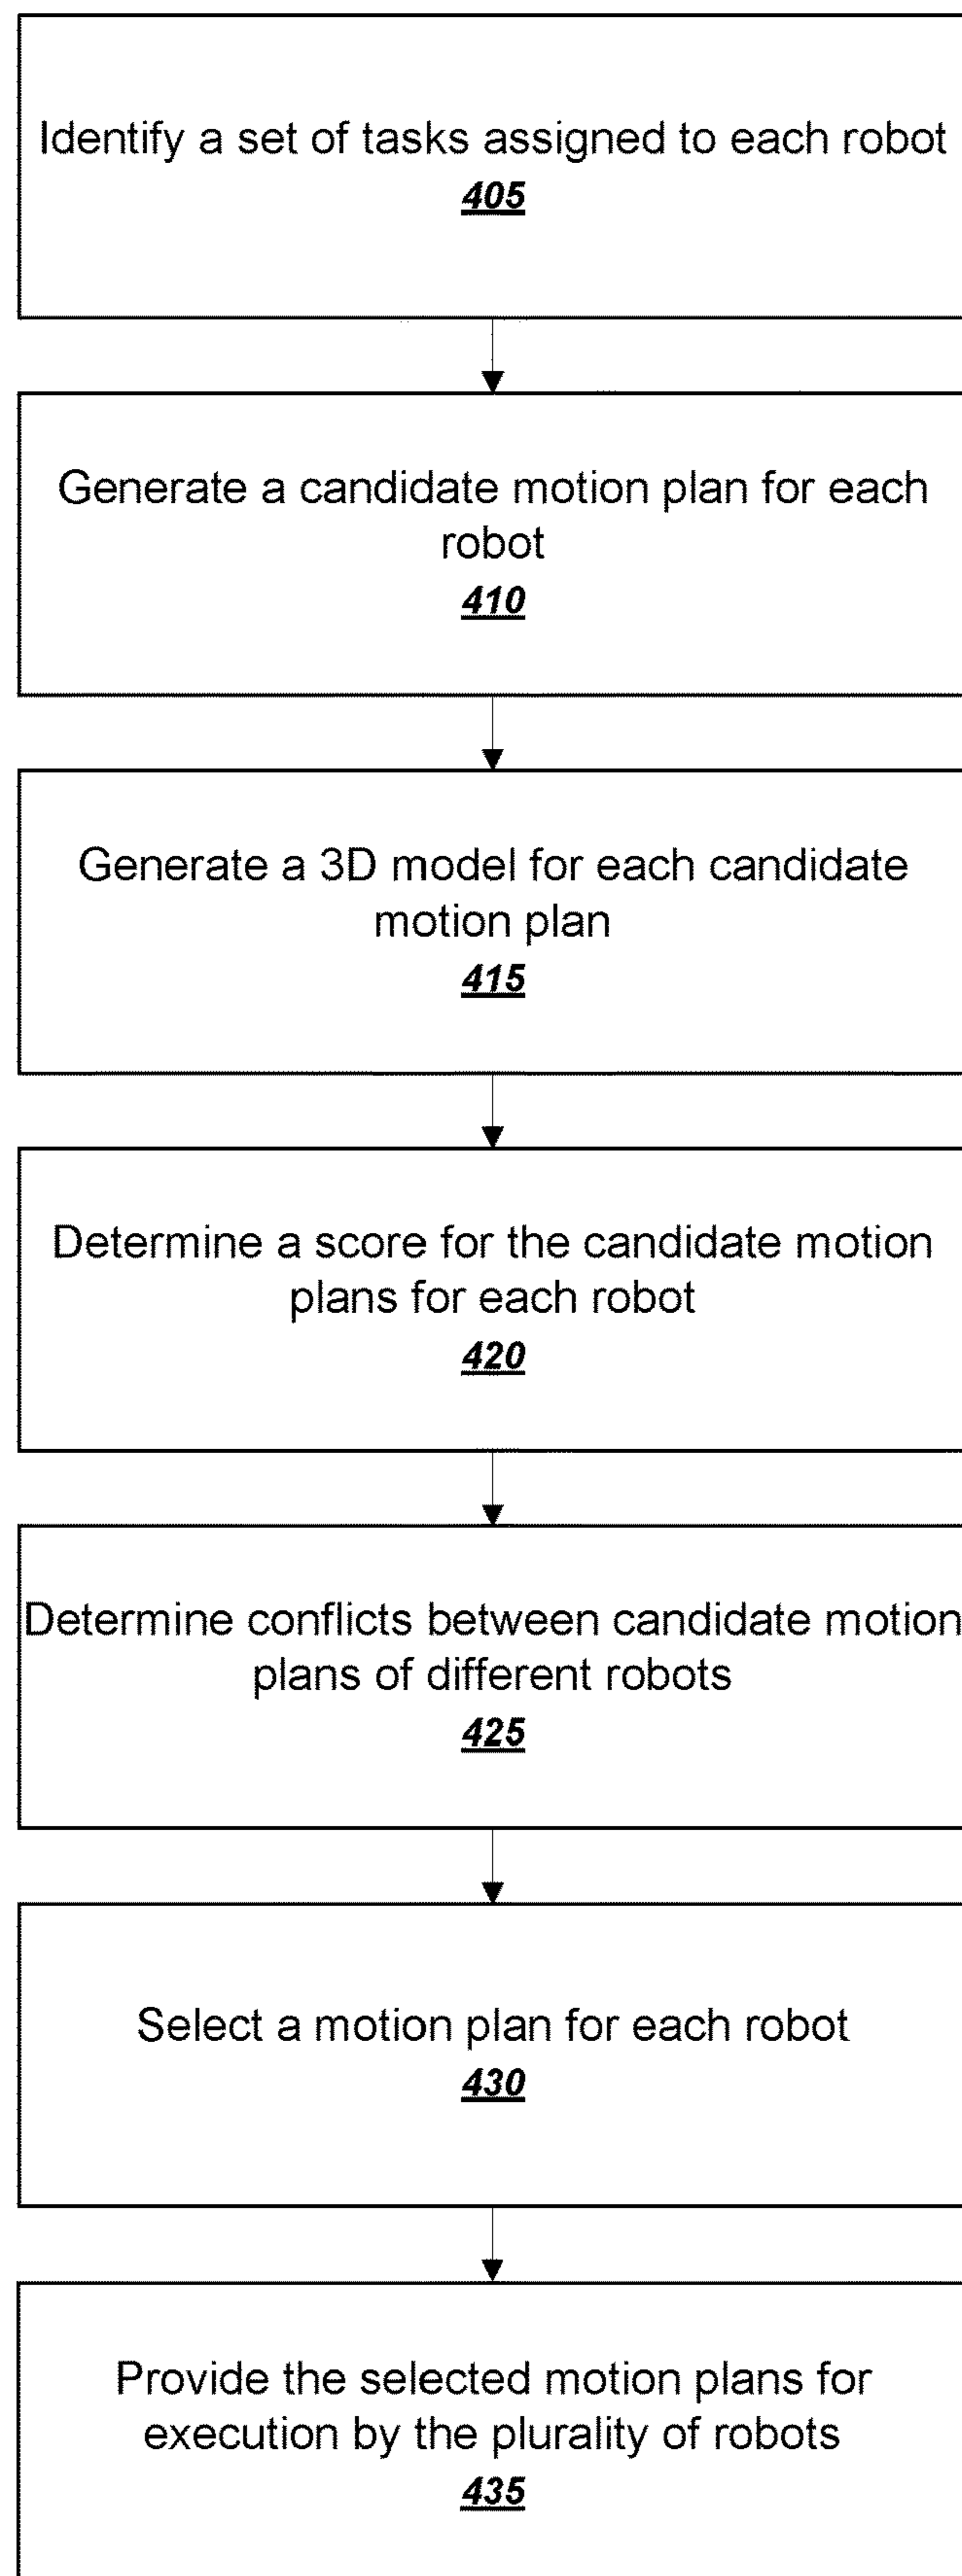 Identify a set of tasks assigned to each robot
405
Generate a candidate motion plan for each
robot
410
Generate a 3D model for each candidate
motion plan
415
Determine a score for the candidate motion
plans for each robot
420
Determine conflicts between candidate motion
plans of different robots
425
Select a motion plan for each robot
430
Provide the selected motion plans for
execution by the plurality of robots
435